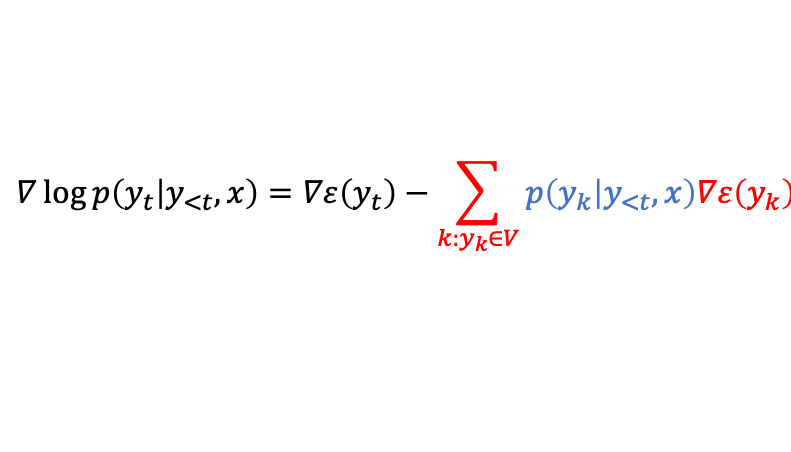 ∇ log p(y_t|y_{<t}, x) = ∇ε(y_t) − ∑_{k:y_k∈V} p(y_k|y_{<t}, x)∇ε(y_k)